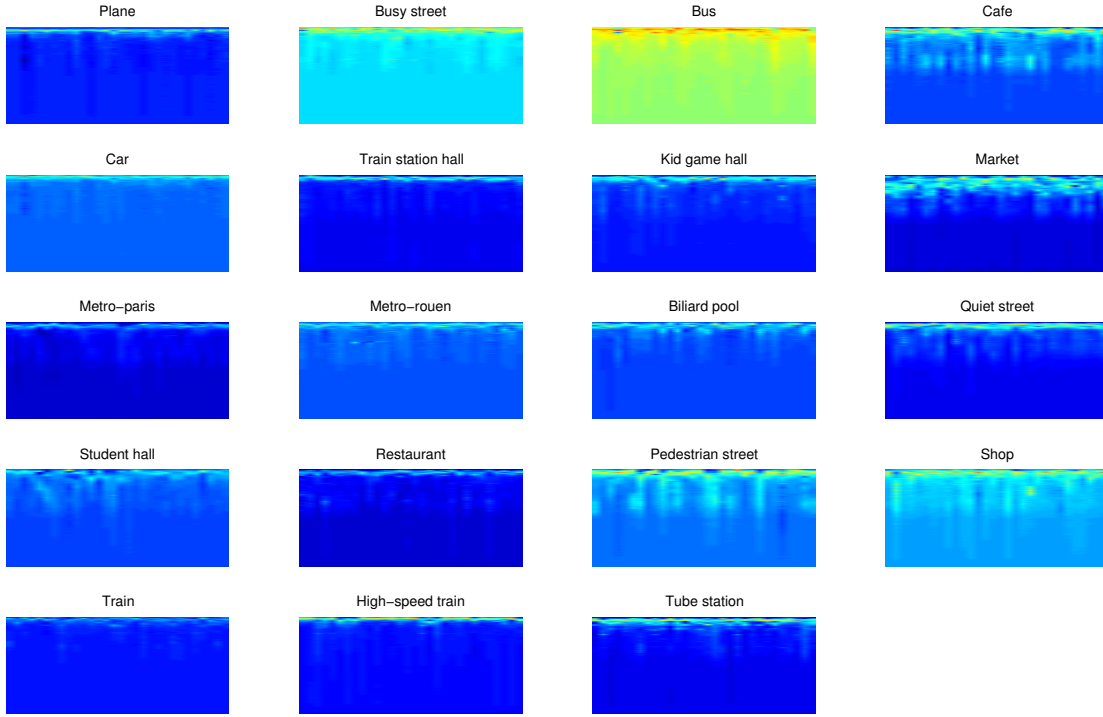 Plane
Busy street
Bus
Cafe
Car
Train station hall
Kid game hall
Market
Metro−paris
Metro−rouen
Biliard pool
Quiet street
Student hall
Restaurant
Pedestrian street
Shop
Train
High−speed train
Tube station